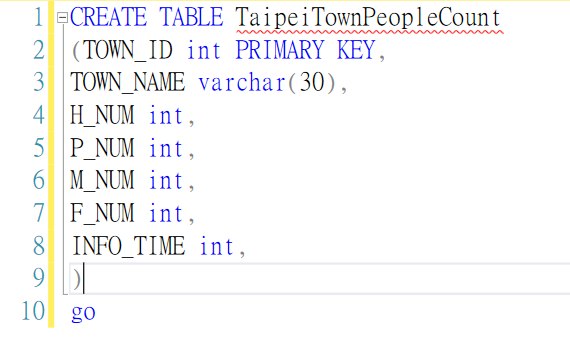 1 CREATE TABLE TaipeiTownPeopleCount
2 (TOWN_ID int PRIMARY KEY,
3 TOWN_NAME varchar(30),
4 H_NUM int,
5 P_NUM int,
6 M_NUM int,
7 F_NUM int,
8 INFO_TIME int,
9 )
10 go